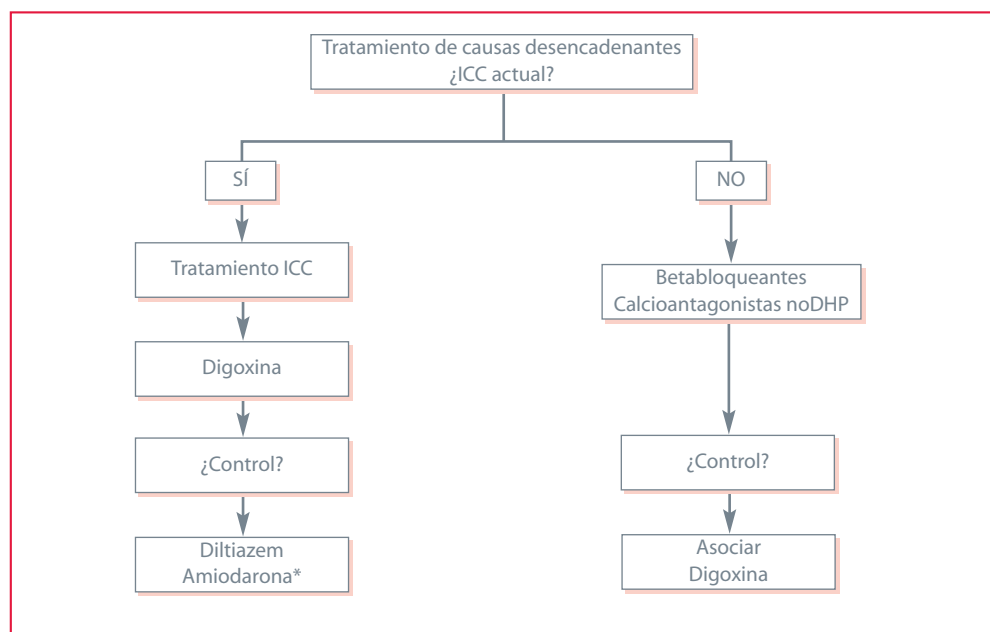 Tratamiento de causas desencadenantes
¿ICC actual?
SÍ
NO
Tratamiento ICC
Betabloqueantes
Calcioantagonistas noDHP
Digoxina
¿Control?
¿Control?
Diltiazem
Amiodarona*
Asociar
Digoxina